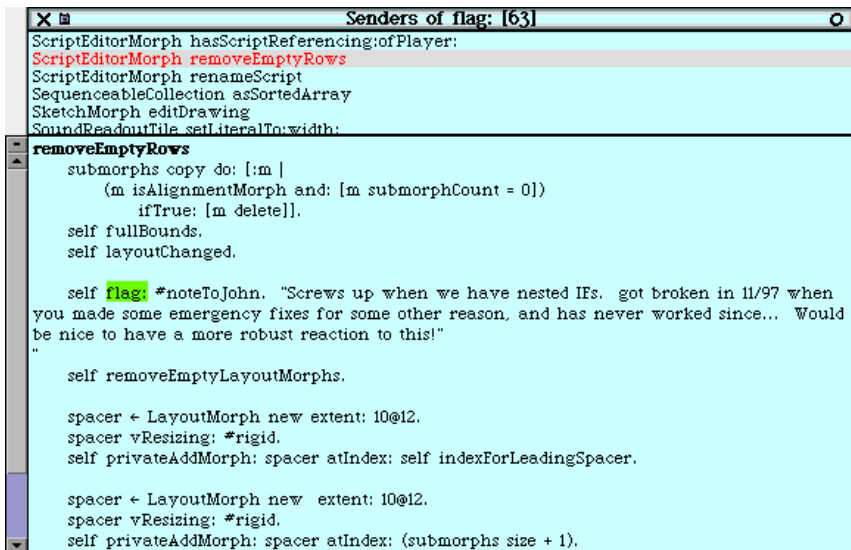 Senders of flag: [63]
ScriptEditorMorph hasScriptReferencing:ofPlayer:
ScriptEditorMorph removeEmptyRows
ScriptEditorMorph renameScript
SequenceableCollection asSortedArray
SketchMorph editDrawing
SoundReadoutTile setLiteralTo:width:
removeEmptyRows
submorphs copy do: [:m |
(m isAlignmentMorph and: [m submorphCount = 0])
ifTrue: [m delete]].
self fullBounds.
self layoutChanged.
self flag: #noteToJohn. "Screws up when we have nested IFs. got broken in 11/97 when
you made some emergency fixes for some other reason, and has never worked since... Would
be nice to have a more robust reaction to this!"
"
self removeEmptyLayoutMorphs.
spacer ← LayoutMorph new extent: 10@12.
spacer vResizing: #rigid.
self privateAddMorph: spacer atIndex: self indexForLeadingSpacer.
spacer ← LayoutMorph new  extent: 10@12.
spacer vResizing: #rigid.
self privateAddMorph: spacer atIndex: (submorphs size + 1).